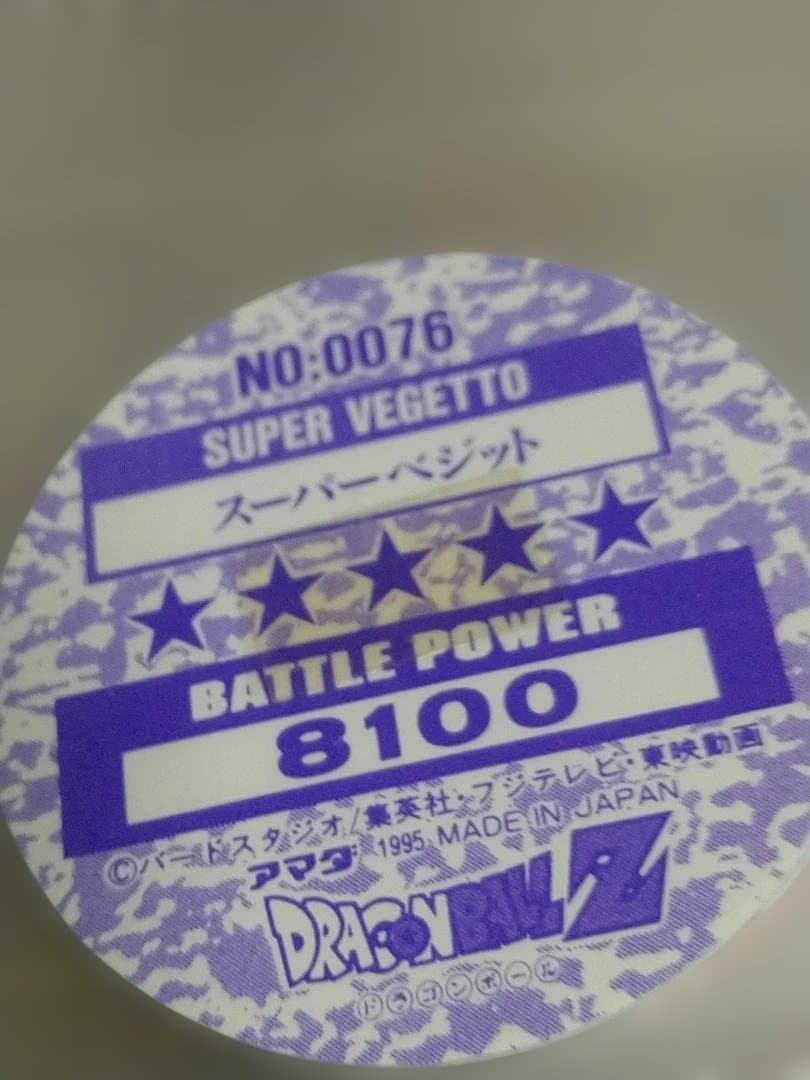 NO:0076
SUPER VEGETTO
スーパーベジット
★★★★★
BATTLE POWER
8100
©バードスタジオ/集英社・フジテレビ・東映動画
アマダ 1995 MADE IN JAPAN
DRAGONBALL Z
ドラゴンボール